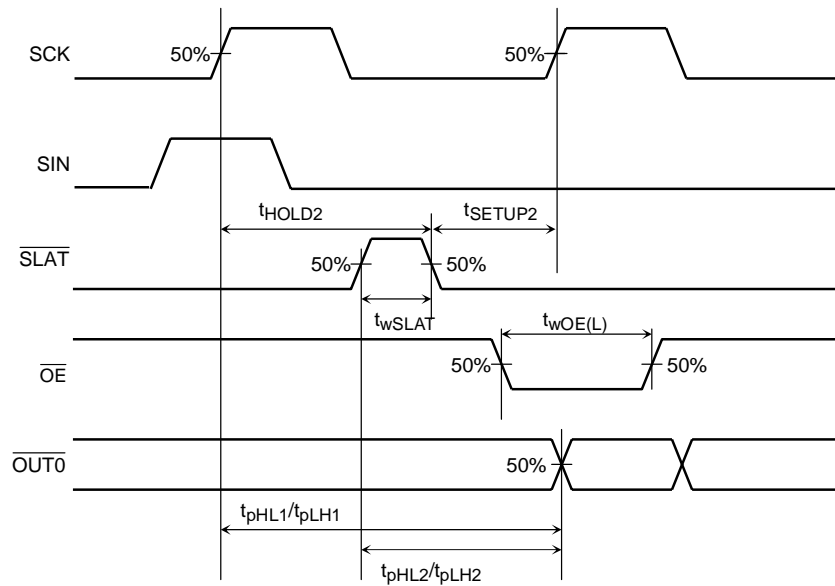 SCK
50%
50%
SIN
tHOLD2
tSETUP2
SLAT
50%
50%
twSLAT
twOE(L)
OE
50%
50%
OUT0
50%
tpHL1/tpLH1
tpHL2/tpLH2